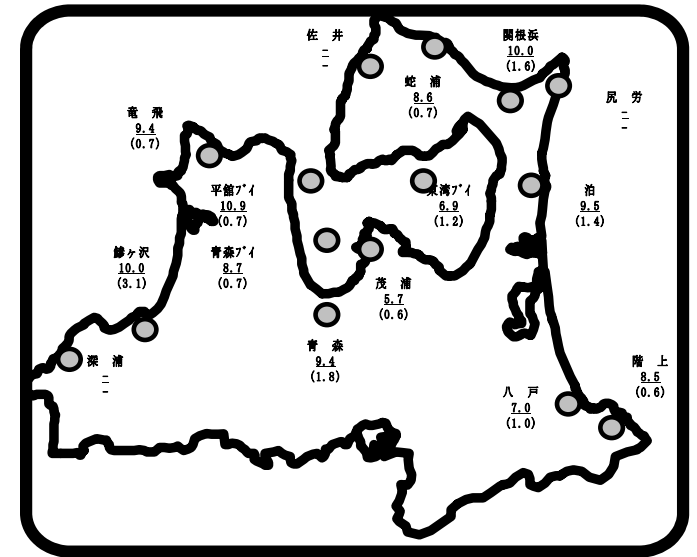 佐 井
－
-
関根浜
10.0
(1.6)
蛇 浦
8.6
(0.7)
尻 労
－
-
竜 飛
9.4
(0.7)
平館ﾌﾞｲ
10.9
(0.7)
東湾ﾌﾞｲ
6.9
(1.2)
泊
9.5
(1.4)
鰺ヶ沢
10.0
(3.1)
青森ﾌﾞｲ
8.7
(0.7)
茂 浦
5.7
(0.6)
青 森
9.4
(1.8)
深 浦
－
-
階 上
8.5
(0.6)
八 戸
7.0
(1.0)